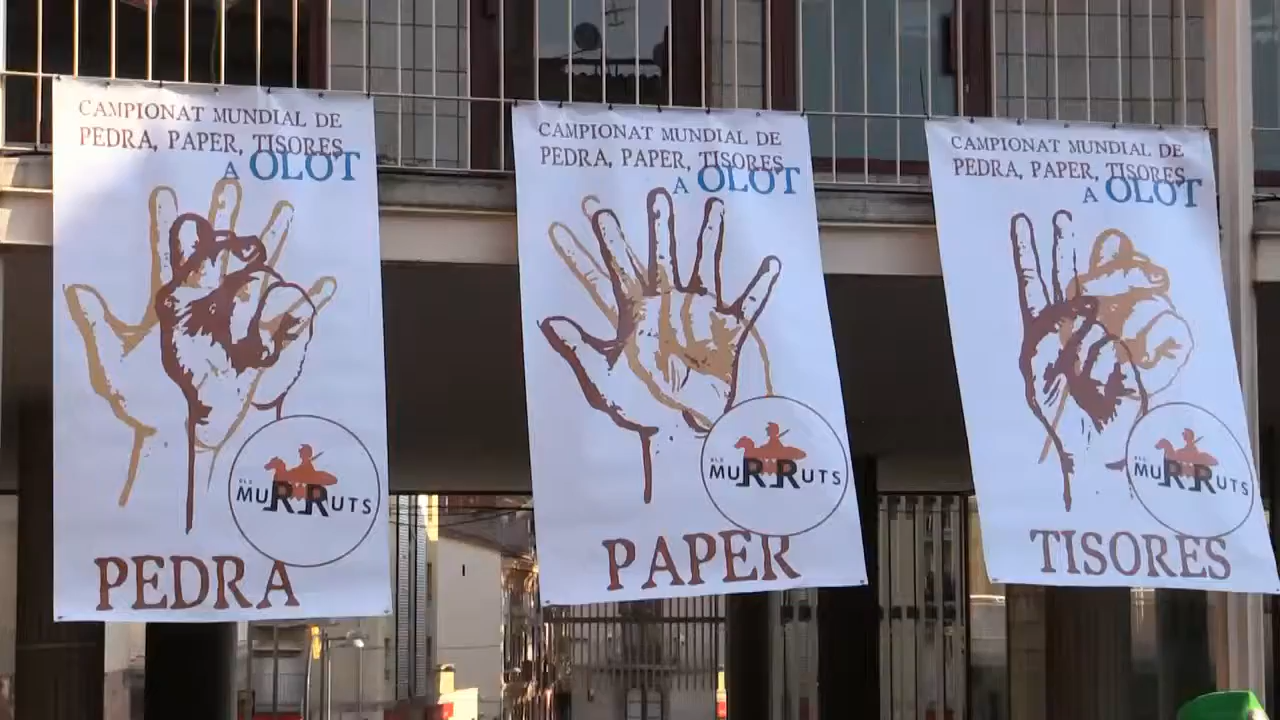 CAMPIONAT MUNDIAL DE
PEDRA, PAPER, TISORES
A OLOT
ELS
MURRUTS
PEDRA
CAMPIONAT MUNDIAL DE
PEDRA, PAPER, TISORES
A OLOT
ELS
MURRUTS
PAPER
CAMPIONAT MUNDIAL DE
PEDRA, PAPER, TISORES
A OLOT
ELS
MURRUTS
TISORES